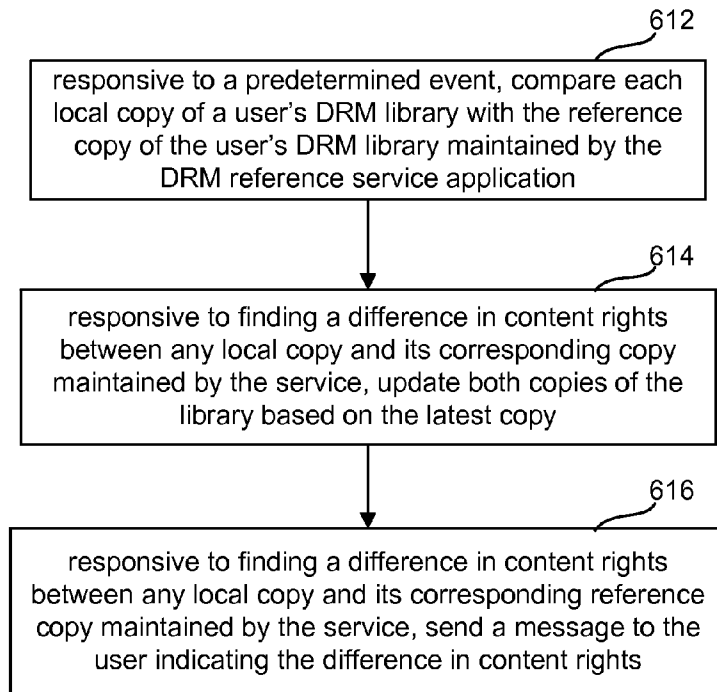 612
responsive to a predetermined event, compare each
local copy of a user's DRM library with the reference
copy of the user's DRM library maintained by the
DRM reference service application
614
responsive to finding a difference in content rights
between any local copy and its corresponding copy
maintained by the service, update both copies of the
library based on the latest copy
616
responsive to finding a difference in content rights
between any local copy and its corresponding reference
copy maintained by the service, send a message to the
user indicating the difference in content rights